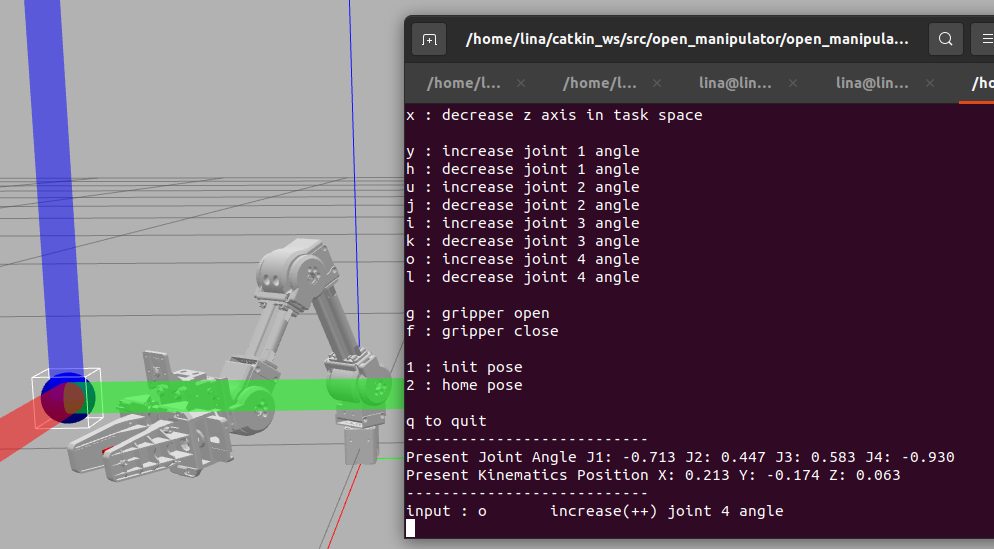 /home/lina/catkin_ws/src/open_manipulator/open_manipula...
/home/l...
/home/l...
lina@lin...
lina@lin...
/ho
x : decrease z axis in task space
y : increase joint 1 angle
h : decrease joint 1 angle
u : increase joint 2 angle
j : decrease joint 2 angle
i : increase joint 3 angle
k : decrease joint 3 angle
o : increase joint 4 angle
l : decrease joint 4 angle
g : gripper open
f : gripper close
1 : init pose
2 : home pose
q to quit
---------------------------
Present Joint Angle J1: -0.713 J2: 0.447 J3: 0.583 J4: -0.930
Present Kinematics Position X: 0.213 Y: -0.174 Z: 0.063
---------------------------
input : o       increase(++) joint 4 angle